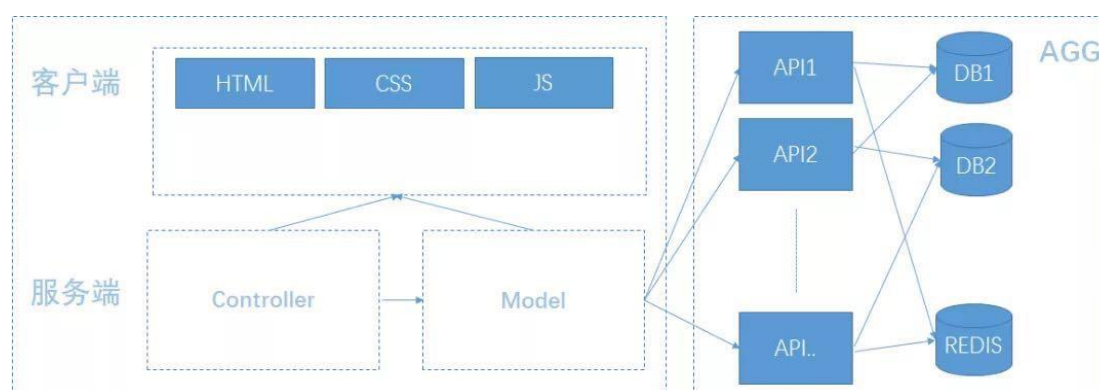 客户端
HTML
CSS
JS
服务端
Controller
Model
API1
API2
API..
DB1
DB2
REDIS
AGG